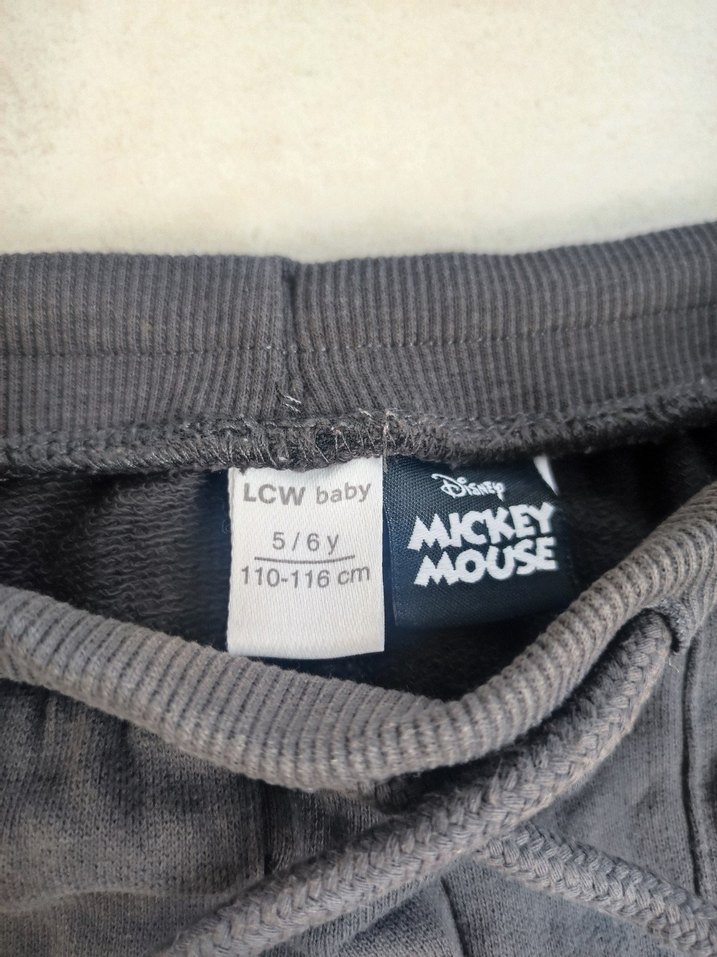 LCW baby
5/6 y
110-116 cm
Disney
MICKEY
MOUSE